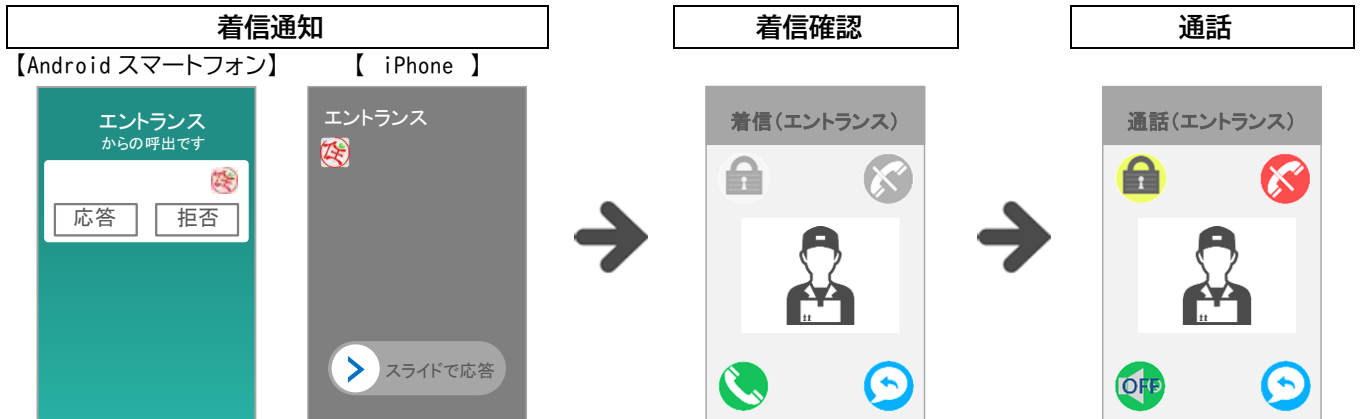 着信通知
着信確認
通話
【Android スマートフォン】
【 iPhone 】
エントランス
からの呼出です
住
応答
拒否
エントランス
住
スライドで応答
着信（エントランス）
通話（エントランス）
OFF